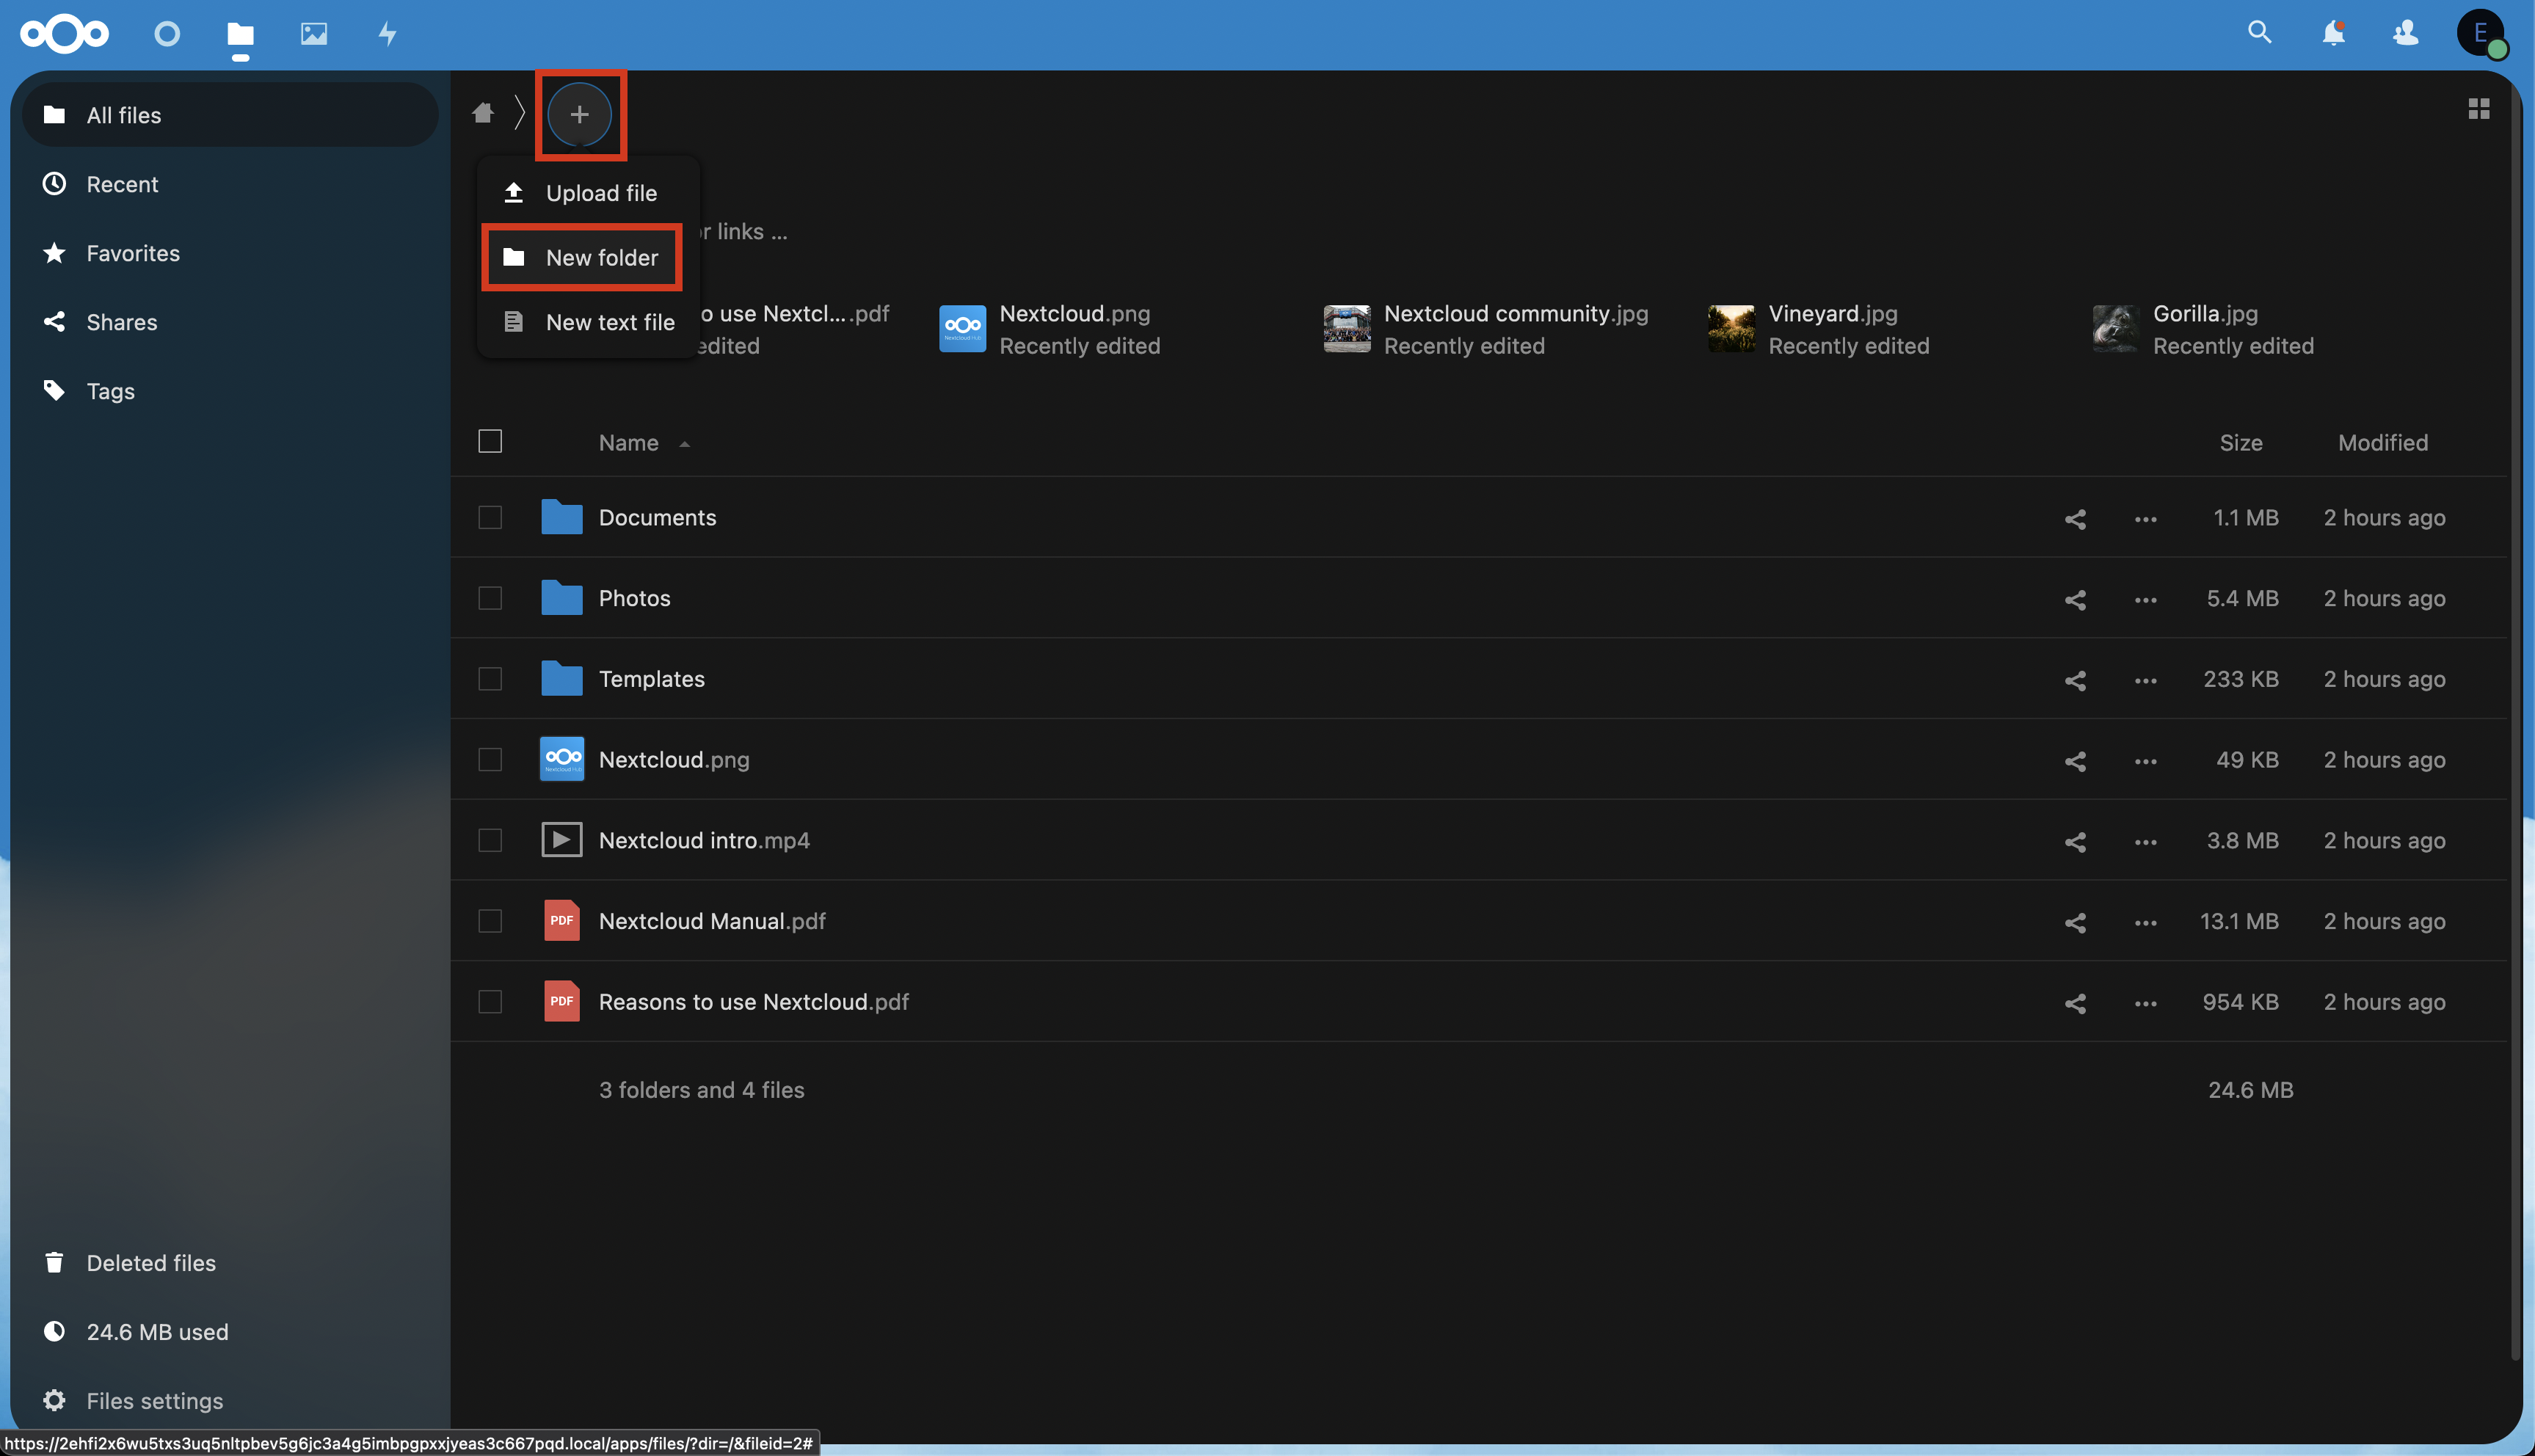 E
All files
Recent
Favorites
Shares
Tags
Deleted files
24.6 MB used
Files settings
+
Upload file
New folder
New text file
r links ...
o use Nextcl... .pdf
edited
Nextcloud.png
Recently edited
Nextcloud community.jpg
Recently edited
Vineyard.jpg
Recently edited
Gorilla.jpg
Recently edited
Name Size Modified
Documents 1.1 MB 2 hours ago
Photos 5.4 MB 2 hours ago
Templates 233 KB 2 hours ago
Nextcloud.png 49 KB 2 hours ago
Nextcloud intro.mp4 3.8 MB 2 hours ago
PDF Nextcloud Manual.pdf 13.1 MB 2 hours ago
PDF Reasons to use Nextcloud.pdf 954 KB 2 hours ago
3 folders and 4 files 24.6 MB
https://2ehfi2x6wu5txs3uq5nltpbev5g6jc3a4g5imbpgpxxjyeas3c667pqd.local/apps/files/?dir=/&fileid=2#